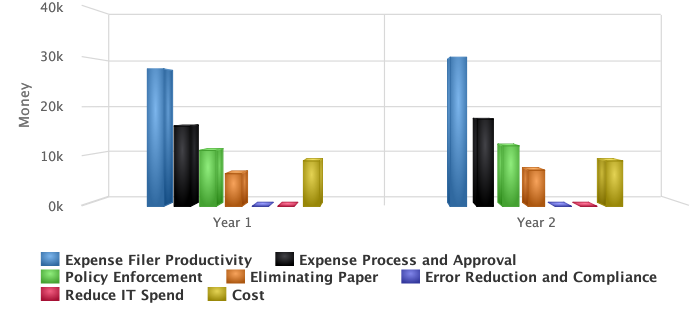 40k
30k
20k
10k
0k
Money
Year 1 Year 2
Expense Filer Productivity Expense Process and Approval
Policy Enforcement Eliminating Paper Error Reduction and Compliance
Reduce IT Spend Cost